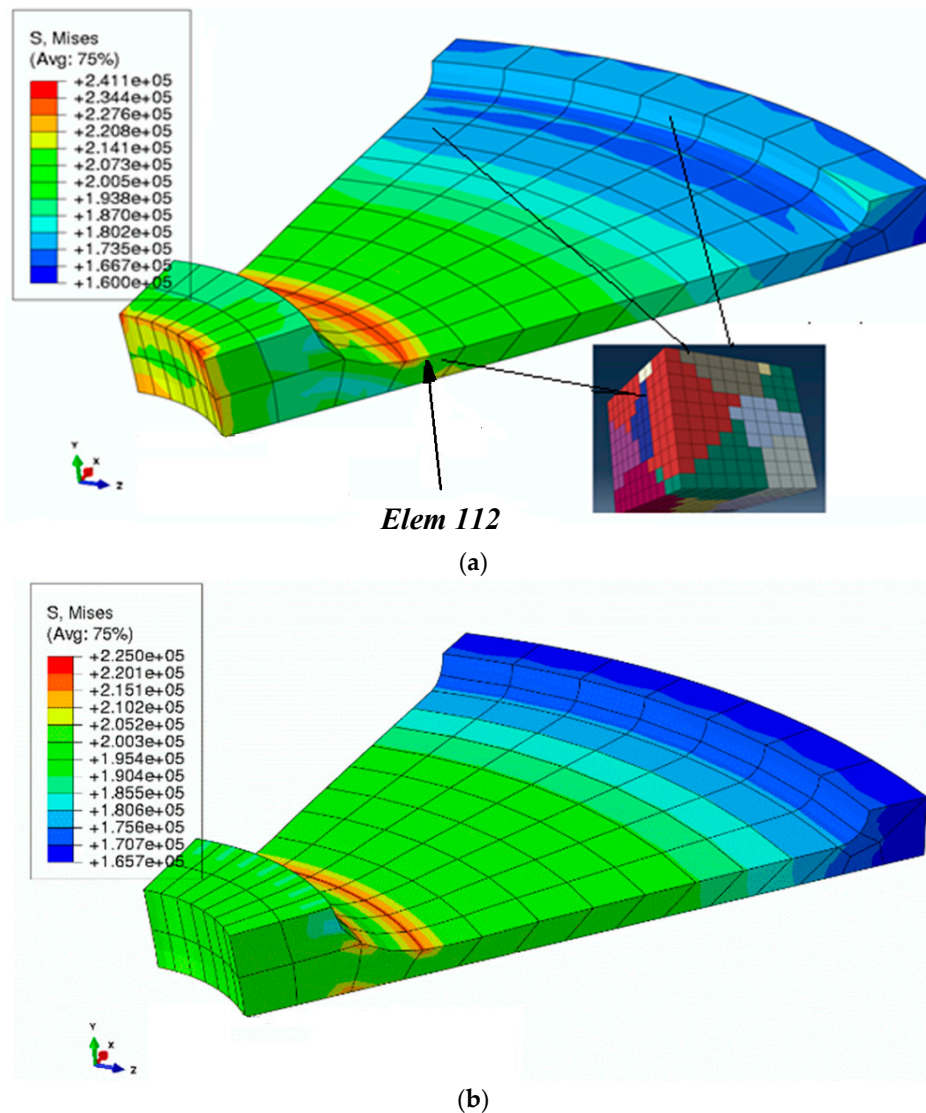 (a)
S, Mises
(Avg: 75%)
+2.411e+05
+2.344e+05
+2.276e+05
+2.208e+05
+2.141e+05
+2.073e+05
+2.005e+05
+1.938e+05
+1.870e+05
+1.802e+05
+1.735e+05
+1.667e+05
+1.600e+05
Y
X
Z
Elem 112
(a)
S, Mises
(Avg: 75%)
+2.250e+05
+2.201e+05
+2.151e+05
+2.102e+05
+2.052e+05
+2.003e+05
+1.954e+05
+1.904e+05
+1.855e+05
+1.806e+05
+1.756e+05
+1.707e+05
+1.657e+05
Y
X
Z
(b)